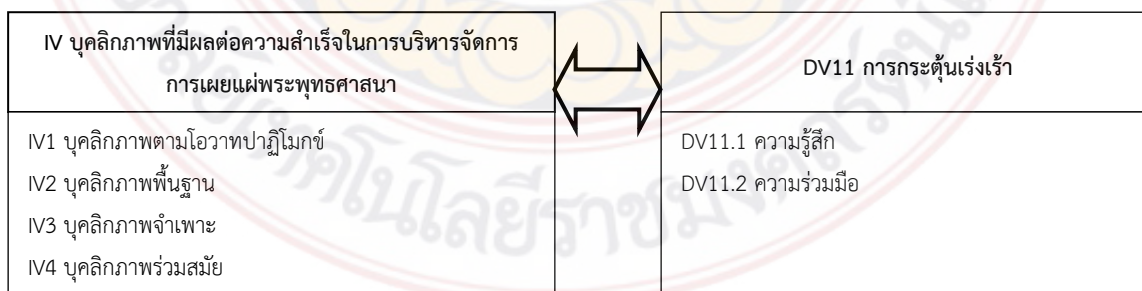 IV บุคลิกภาพที่มีผลต่อความสำเร็จในการบริหารจัดการ
การเผยแผ่พระพุทธศาสนา
IV1 บุคลิกภาพตามโอวาทปาฏิโมกข์
IV2 บุคลิกภาพพื้นฐาน
IV3 บุคลิกภาพจำเพาะ
IV4 บุคลิกภาพร่วมสมัย
DV11 การกระตุ้นเร่งเร้า
DV11.1 ความรู้สึก
DV11.2 ความร่วมมือ